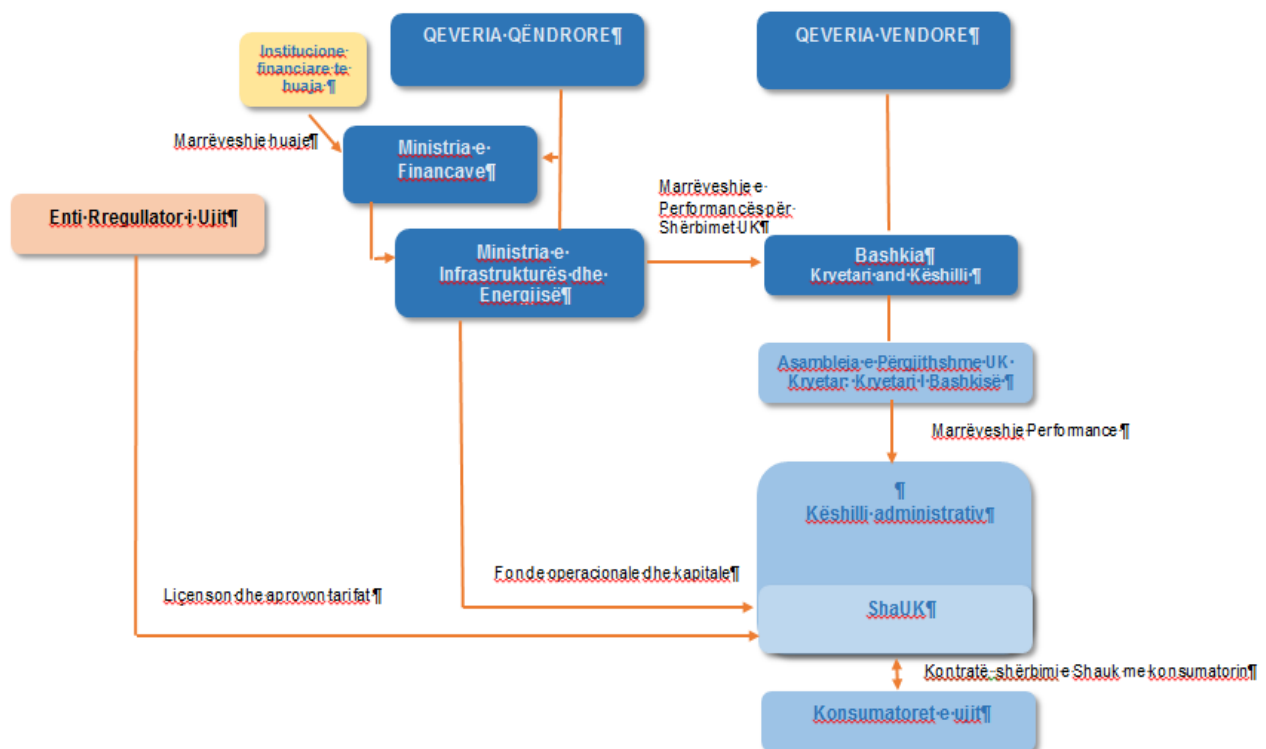 QEVERIA QËNDRORE¶
QEVERIA VENDORE¶
Institucione
financiare te
huaja ¶
Marrëveshje huaje¶
Ministria e
Financave¶
Enti Rregullator i Ujit¶
Marrëveshje e
Performancës për
Shërbimet UK¶
Ministria e
Infrastrukturës dhe
Energjisë¶
Bashkia¶
Kryetari and Këshilli ¶
Asambleja e Përgjithshme UK
Kryetar: Kryetari I Bashkisë ¶
Marrëveshje Performance ¶
¶
Këshilli administrativ¶
Fonde operacionale dhe kapitale¶
Liçenson dhe aprovon tarifat ¶
ShaUK¶
Kontratë shërbimi e Shauk me konsumatorin¶
Konsumatoret e ujit¶